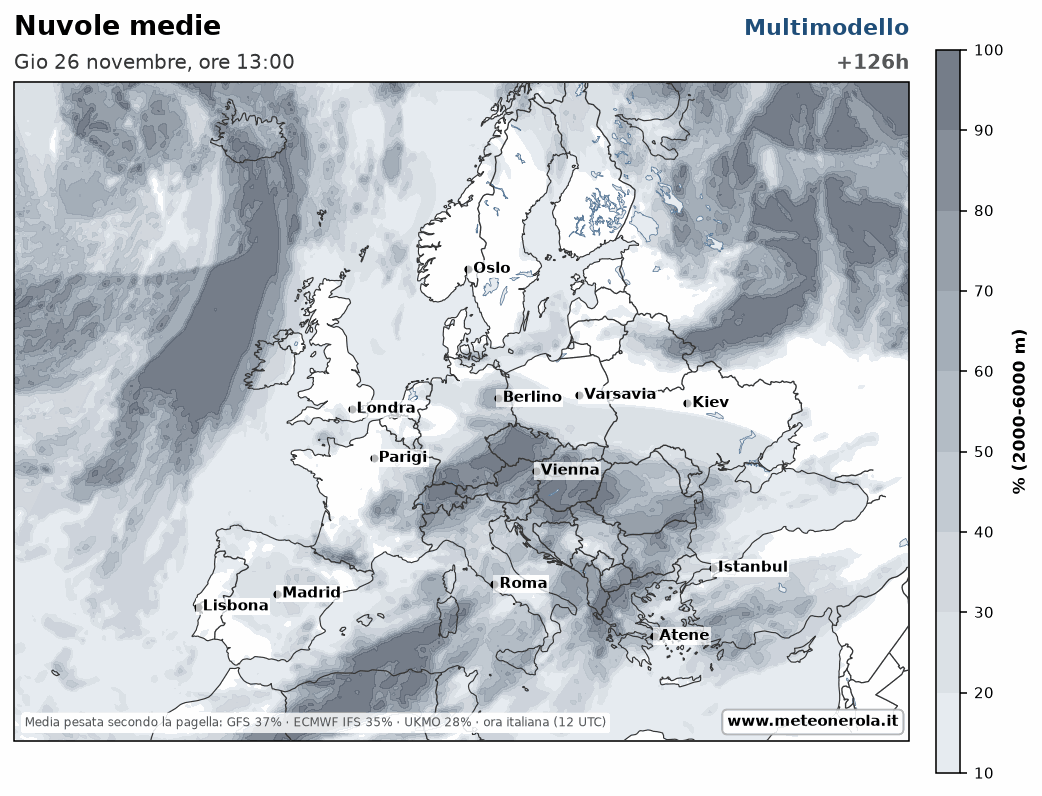 Nuvole medie
Multimodello
Gio 26 novembre, ore 13:00
+126h
100
90
80
70
60
50
40
30
20
10
% (2000-6000 m)
Oslo
Londra
Berlino
Varsavia
Kiev
Parigi
Vienna
Istanbul
Roma
Madrid
Lisbona
Atene
Media pesata secondo la pagella: GFS 37% · ECMWF IFS 35% · UKMO 28% · ora italiana (12 UTC)
www.meteonerola.it